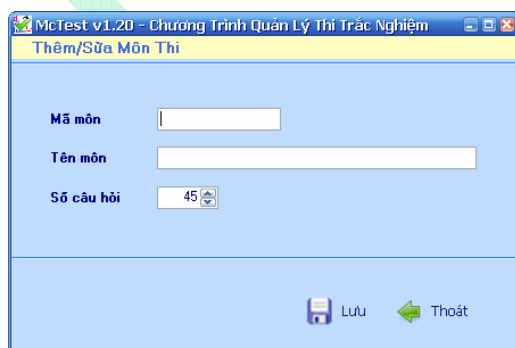 McTest v1.20 - Chương Trình Quản Lý Thi Trắc Nghiệm
Thêm/Sửa Môn Thi
Mã môn
Tên môn
Số câu hỏi 45
Lưu Thoát